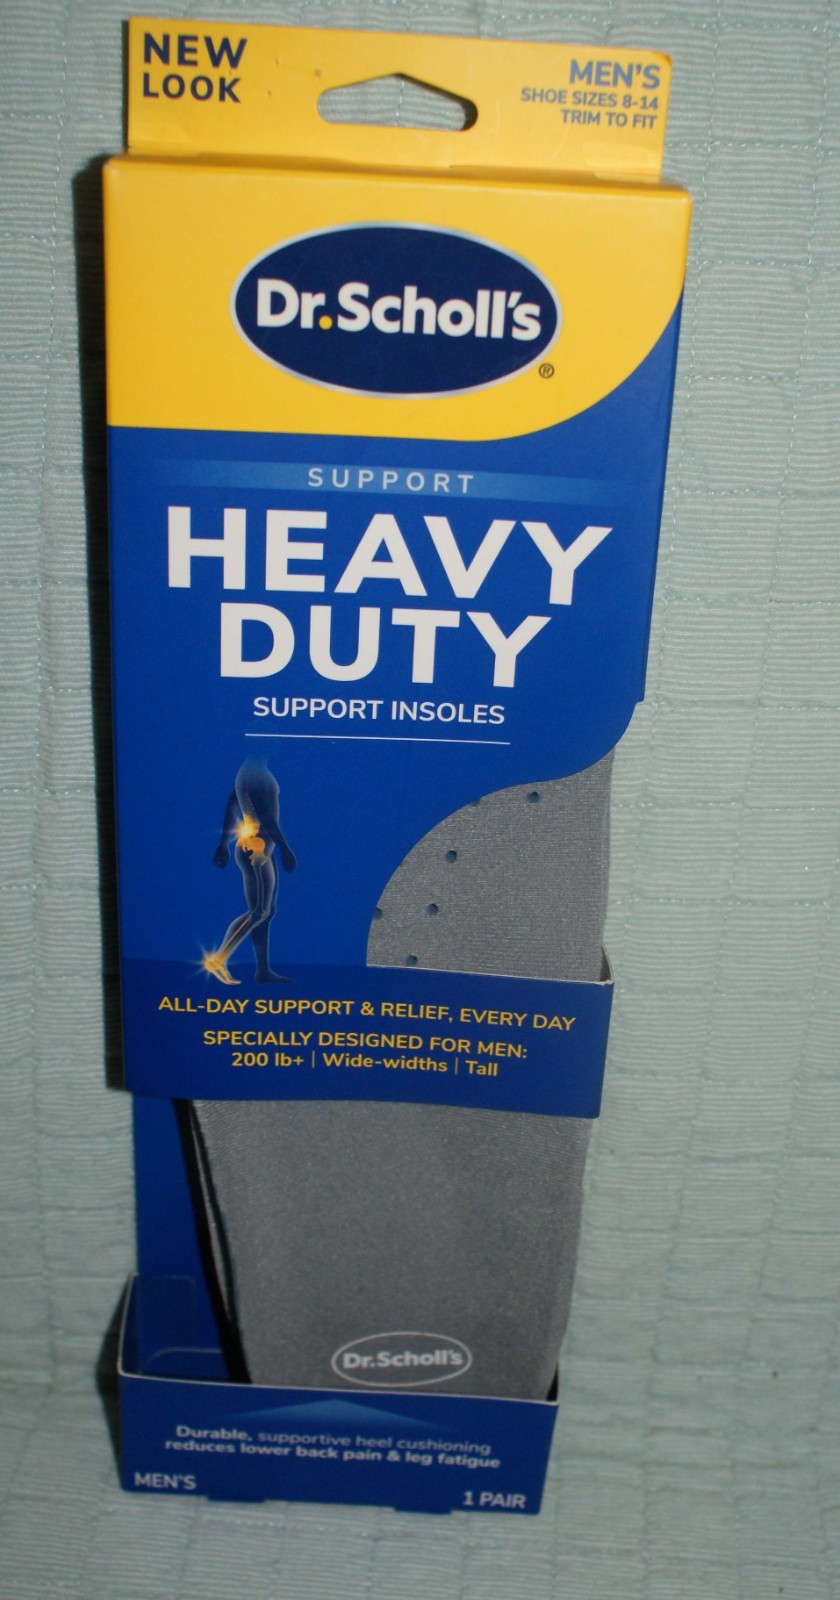 NEW
LOOK
MEN'S
SHOE SIZES 8-14
TRIM TO FIT
Dr.Scholl's
®
SUPPORT
HEAVY
DUTY
SUPPORT INSOLES
ALL-DAY SUPPORT & RELIEF, EVERY DAY
SPECIALLY DESIGNED FOR MEN:
200 lb+ | Wide-widths | Tall
Dr.Scholl's
Durable, supportive heel cushioning
reduces lower back pain & leg fatigue
MEN'S
1 PAIR